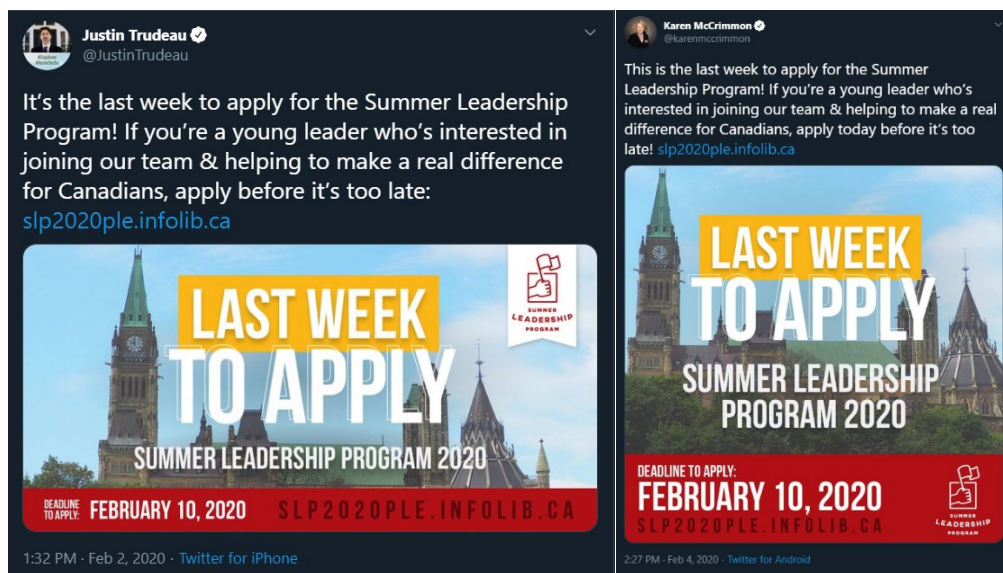 Justin Trudeau
@JustinTrudeau
It's the last week to apply for the Summer Leadership
Program! If you're a young leader who's interested in
joining our team & helping to make a real difference
for Canadians, apply before it's too late:
slp2020ple.infolib.ca
LAST WEEK
TO APPLY
SUMMER LEADERSHIP PROGRAM 2020
SUMMER
LEADERSHIP
PROGRAM
DEADLINE
TO APPLY:
FEBRUARY 10, 2020
SLP2020PLE.INFOLIB.CA
1:32 PM · Feb 2, 2020 · Twitter for iPhone
Karen McCrimmon
@karenmccrimmon
This is the last week to apply for the Summer
Leadership Program! If you're a young leader who's
interested in joining our team & helping to make a real
difference for Canadians, apply today before it's too
late! slp2020ple.infolib.ca
LAST WEEK
TO APPLY
SUMMER LEADERSHIP
PROGRAM 2020
DEADLINE TO APPLY:
FEBRUARY 10, 2020
SLP2020PLE.INFOLIB.CA
SUMMER
LEADERSHIP
PROGRAM
2:27 PM · Feb 4, 2020 · Twitter for Android